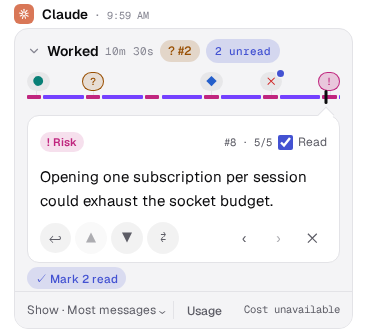 Claude · 9:59 AM
Worked 10m 30s ? #2 2 unread
?
!
! Risk #8 · 5/5 Read
Opening one subscription per session
could exhaust the socket budget.
✓ Mark 2 read
Show · Most messages Usage Cost unavailable